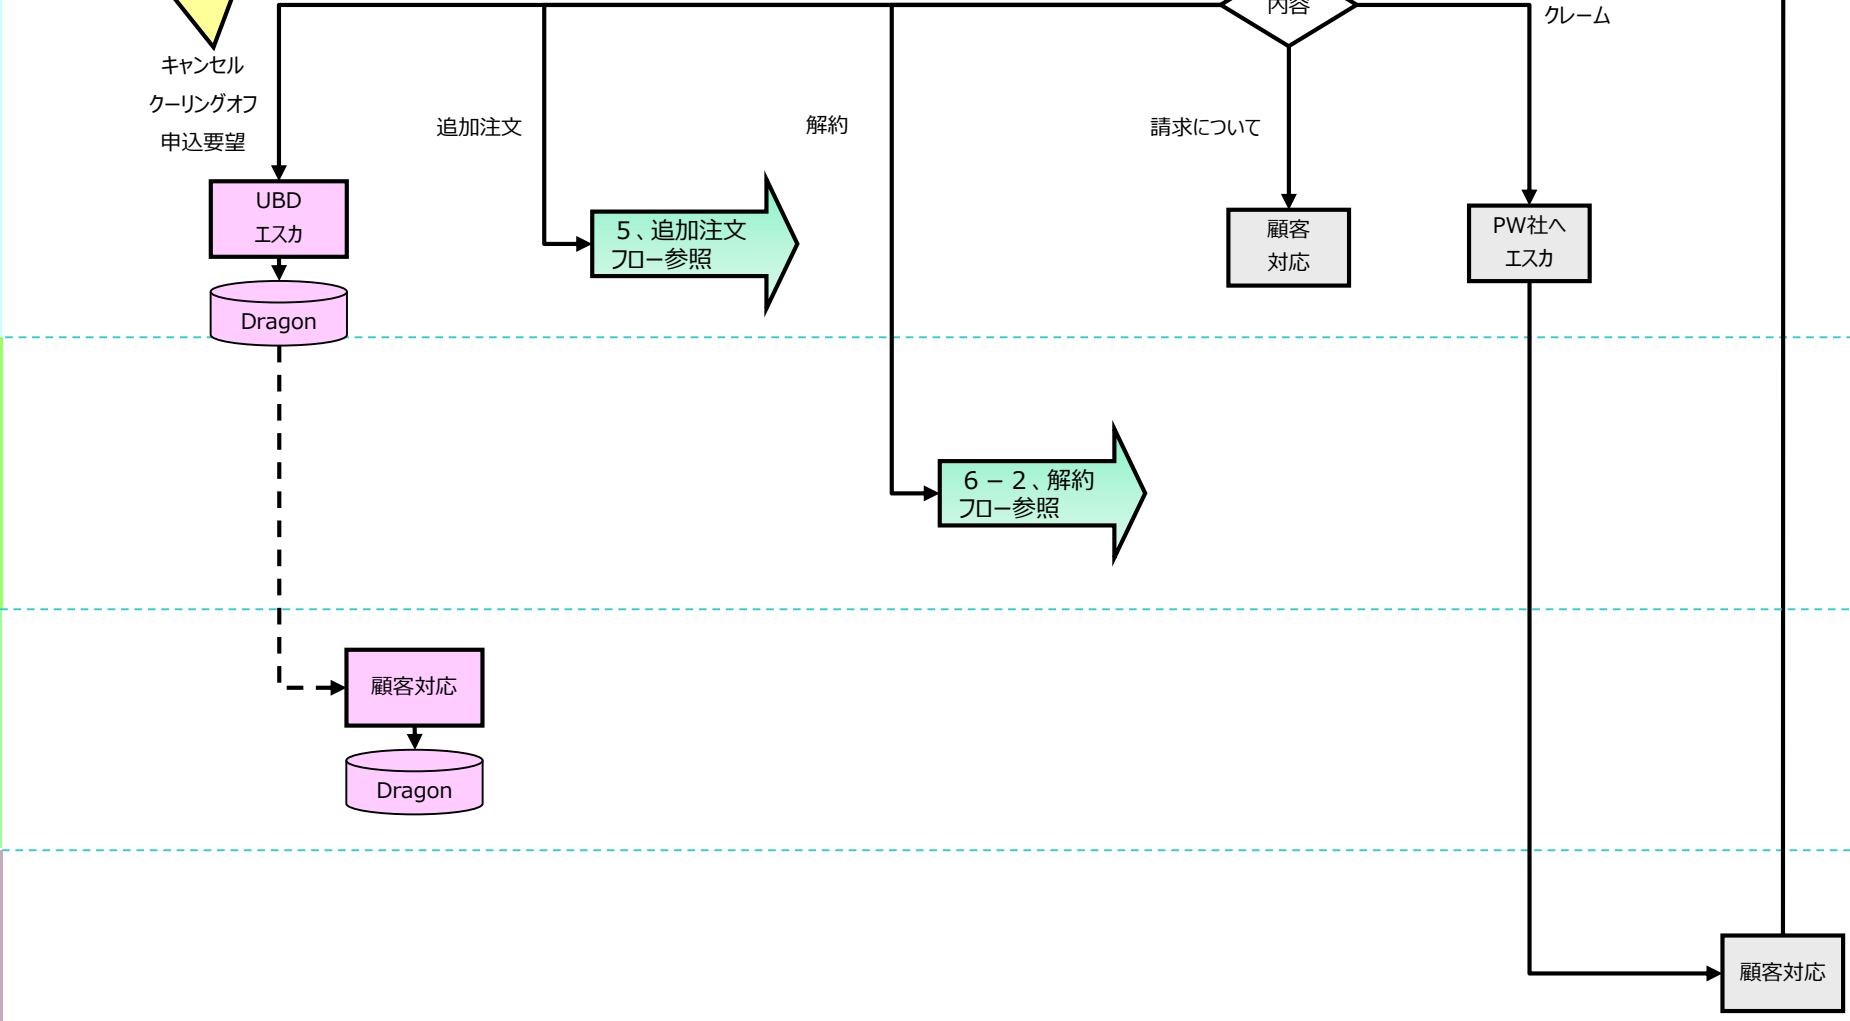 内容
クレーム
キャンセル
クーリングオフ
申込要望
追加注文
解約
請求について
UBD
エスカ
5、追加注文
フロー参照
顧客
対応
PW社へ
エスカ
Dragon
6－2、解約
フロー参照
顧客対応
Dragon
顧客対応